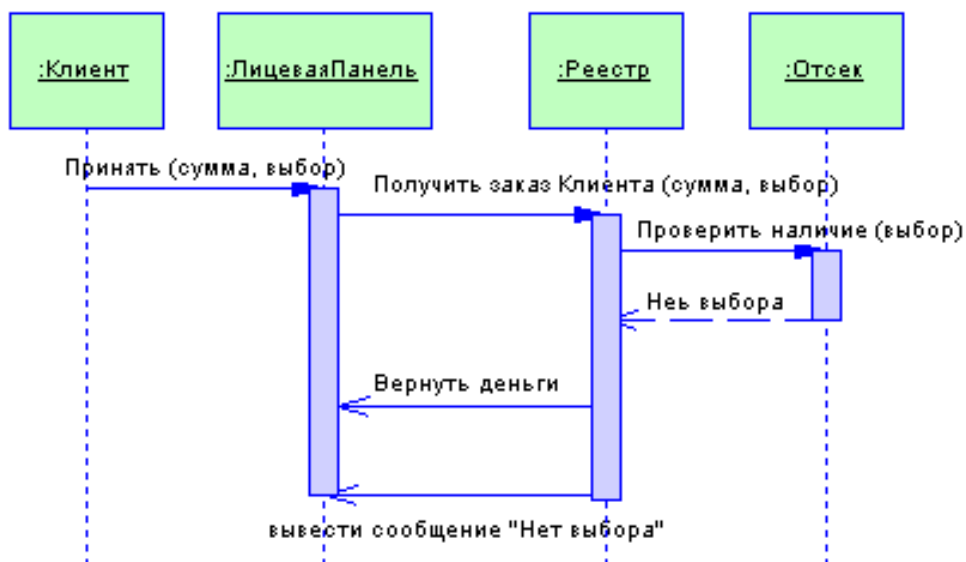 :Клиент
:ЛицеваяПанель
:Реестр
:Отсек
Принять (сумма, выбор)
Получить заказ Клиента (сумма, выбор)
Проверить наличие (выбор)
Неь выбора
Вернуть деньги
вывести сообщение "Нет выбора"